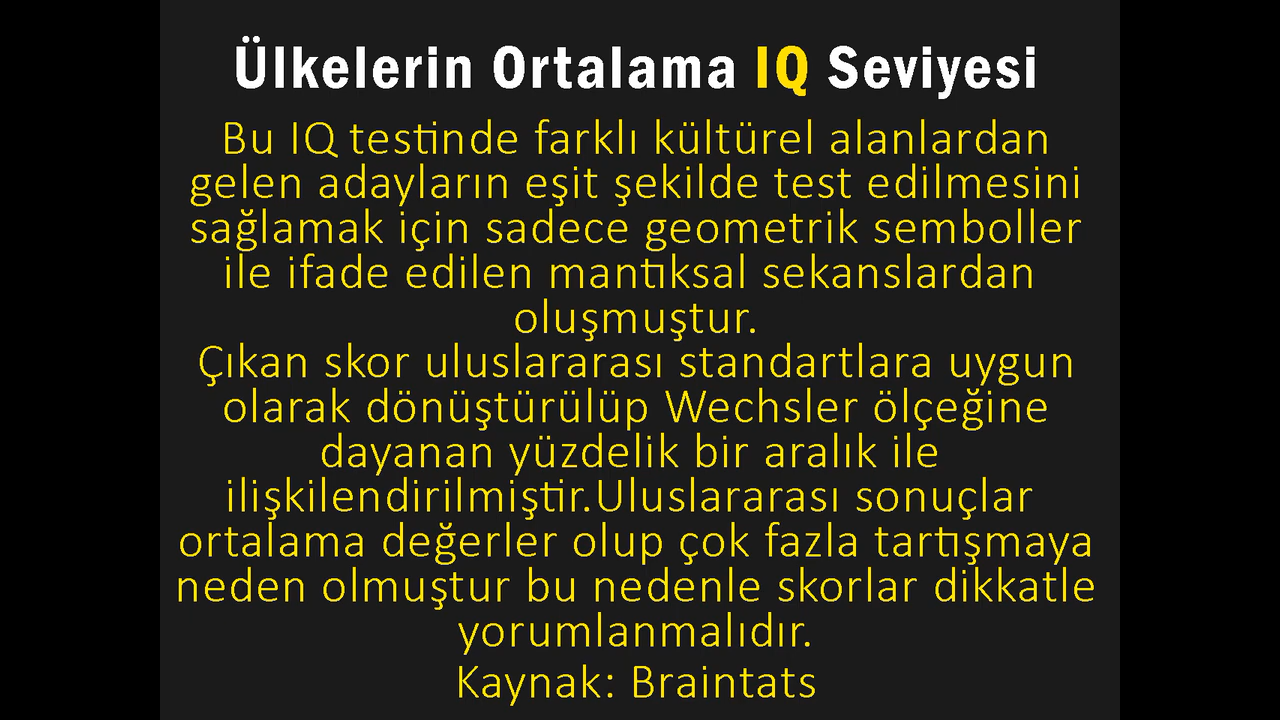 Ülkelerin Ortalama IQ Seviyesi
Bu IQ testinde farklı kültürel alanlardan
gelen adayların eşit şekilde test edilmesini
sağlamak için sadece geometrik semboller
ile ifade edilen mantıksal sekanslardan
oluşmuştur.
Çıkan skor uluslararası standartlara uygun
olarak dönüştürülüp Wechsler ölçeğine
dayanan yüzdelik bir aralık ile
ilişkilendirilmiştir.Uluslararası sonuçlar
ortalama değerler olup çok fazla tartışmaya
neden olmuştur bu nedenle skorlar dikkatle
yorumlanmalıdır.
Kaynak: Braintats